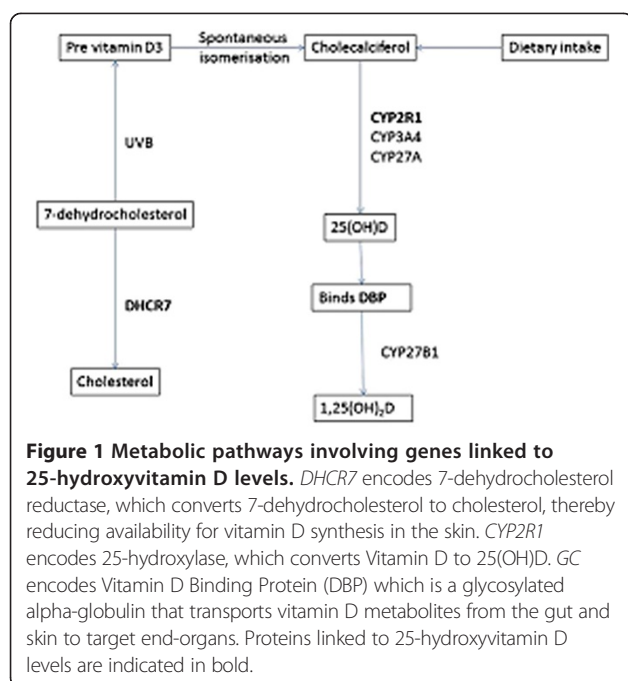 Pre vitamin D3
Spontaneous
isomerisation
Cholecalciferol
Dietary intake
UVB
CYP2R1
CYP3A4
CYP27A
7-dehydrocholesterol
25(OH)D
DHCR7
Binds DBP
CYP27B1
Cholesterol
1,25(OH)₂D
Figure 1 Metabolic pathways involving genes linked to
25-hydroxyvitamin D levels. DHCR7 encodes 7-dehydrocholesterol
reductase, which converts 7-dehydrocholesterol to cholesterol, thereby
reducing availability for vitamin D synthesis in the skin. CYP2R1
encodes 25-hydroxylase, which converts Vitamin D to 25(OH)D. GC
encodes Vitamin D Binding Protein (DBP) which is a glycosylated
alpha-globulin that transports vitamin D metabolites from the gut and
skin to target end-organs. Proteins linked to 25-hydroxyvitamin D
levels are indicated in bold.